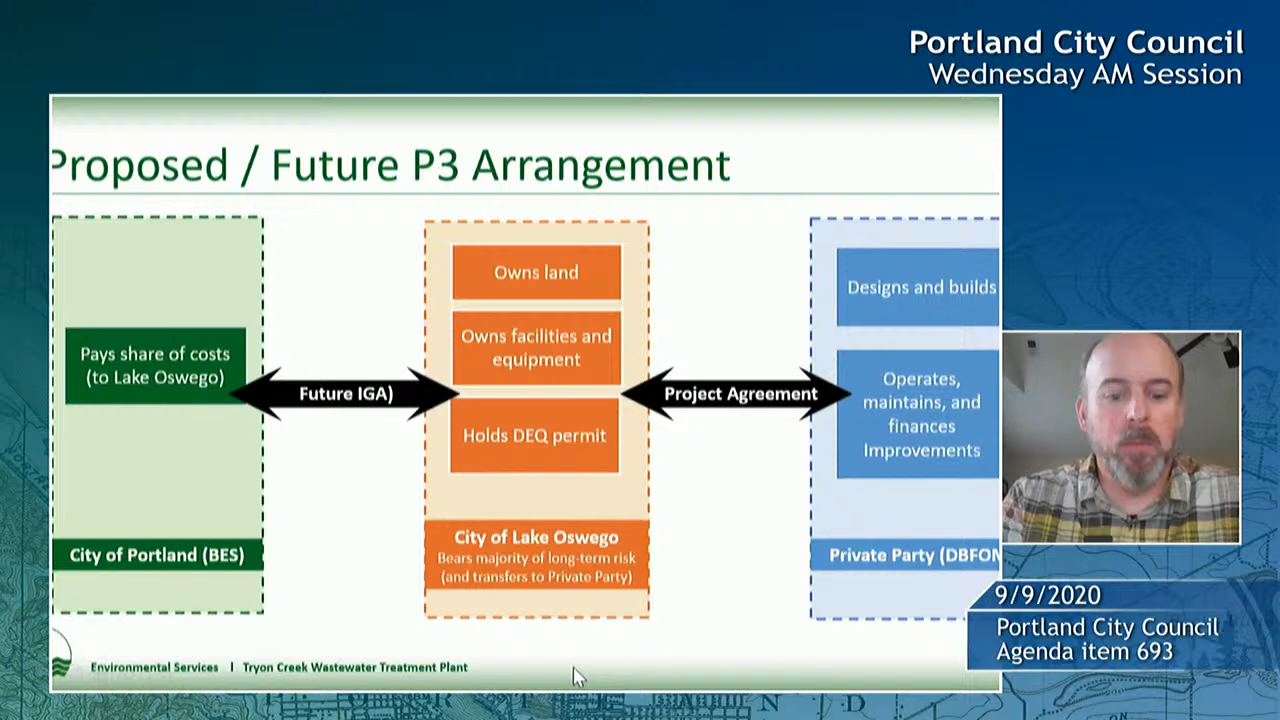 Portland City Council
Wednesday AM Session
Proposed / Future P3 Arrangement
Pays share of costs
(to Lake Oswego)
City of Portland (BES)
Future IGA)
Owns land
Owns facilities and
equipment
Holds DEQ permit
City of Lake Oswego
Bears majority of long-term risk
(and transfers to Private Party)
Project Agreement
Designs and builds
Operates,
maintains, and
finances
Improvements
Private Party (DBFOM
Environmental Services | Tryon Creek Wastewater Treatment Plant
9/9/2020
Portland City Council
Agenda item 693